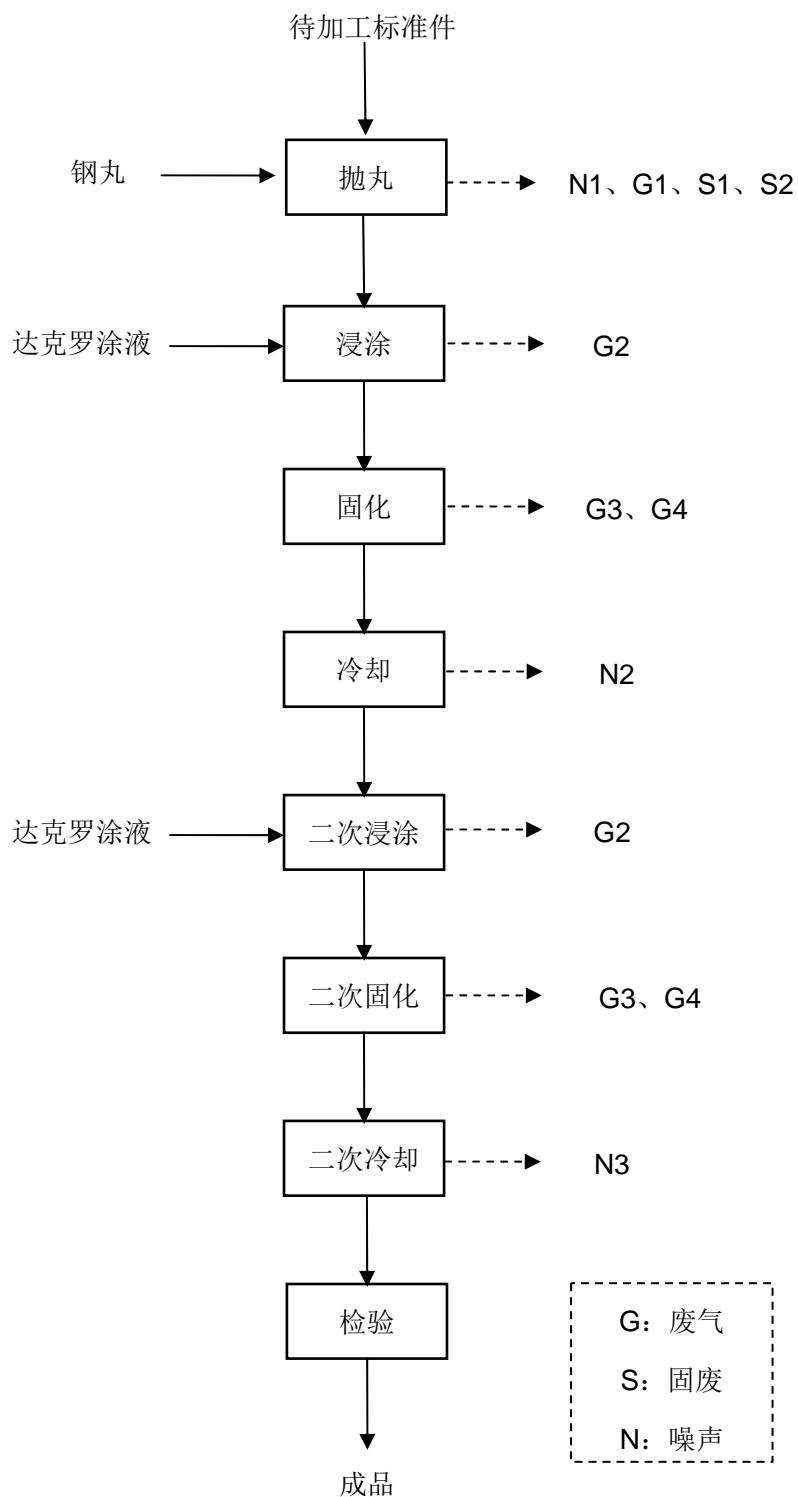 待加工标准件
钢丸
抛丸
N1、G1、S1、S2
达克罗涂液
浸涂
G2
固化
G3、G4
冷却
N2
达克罗涂液
二次浸涂
G2
二次固化
G3、G4
二次冷却
N3
检验
G：废气
S：固废
N：噪声
成品